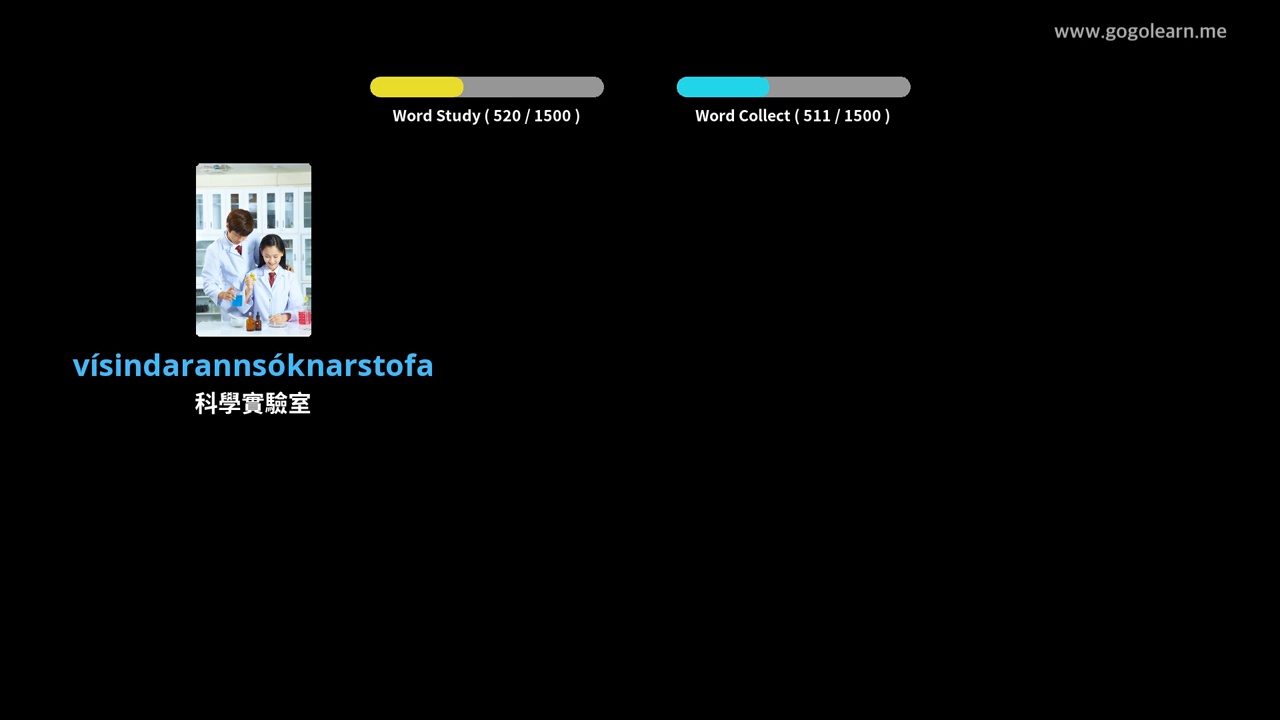 www.gogolearn.me
Word Study ( 520 / 1500 )
Word Collect ( 511 / 1500 )
vísindarannsóknarstofa
科學實驗室